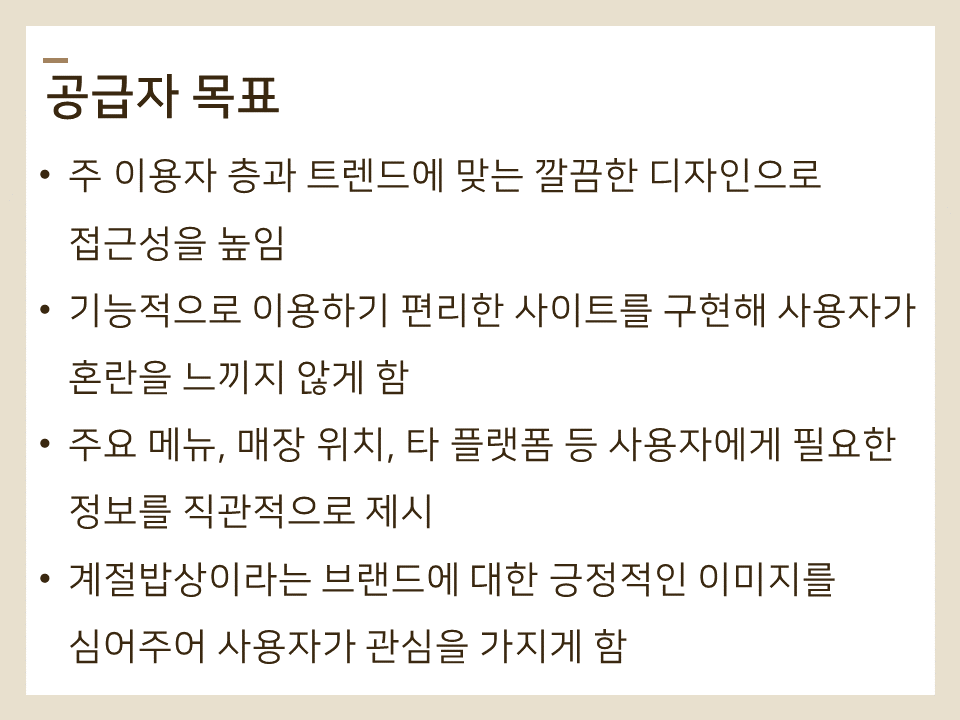 공급자 목표
• 주 이용자 층과 트렌드에 맞는 깔끔한 디자인으로
접근성을 높임
• 기능적으로 이용하기 편리한 사이트를 구현해 사용자가
혼란을 느끼지 않게 함
• 주요 메뉴, 매장 위치, 타 플랫폼 등 사용자에게 필요한
정보를 직관적으로 제시
• 계절밥상이라는 브랜드에 대한 긍정적인 이미지를
심어주어 사용자가 관심을 가지게 함